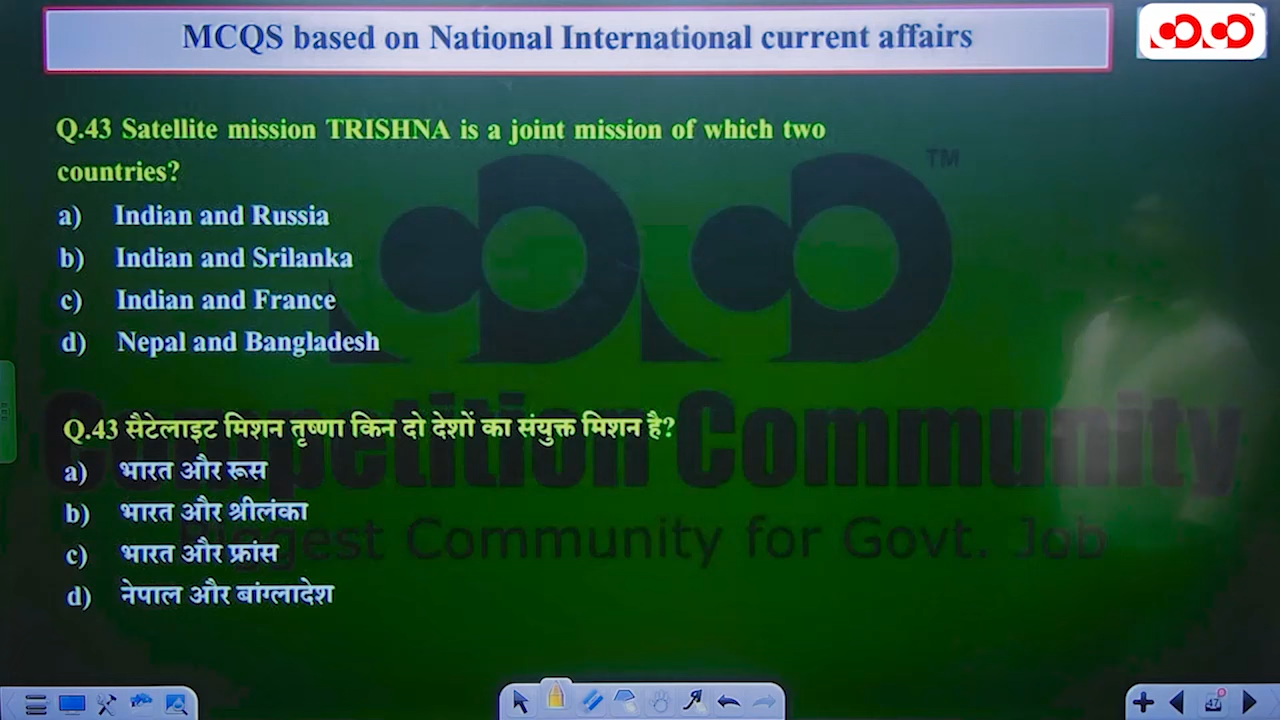 MCQS based on National International current affairs
TM
Q.43 Satellite mission TRISHNA is a joint mission of which two
countries?
a) Indian and Russia
b) Indian and Srilanka
c) Indian and France
d) Nepal and Bangladesh
Q.43 सैटेलाइट मिशन तृष्णा किन दो देशों का संयुक्त मिशन है?
a) भारत और रूस
b) भारत और श्रीलंका
c) भारत और फ्रांस
d) नेपाल और बांग्लादेश
Competition Community
Biggest Community for Govt. Job
47